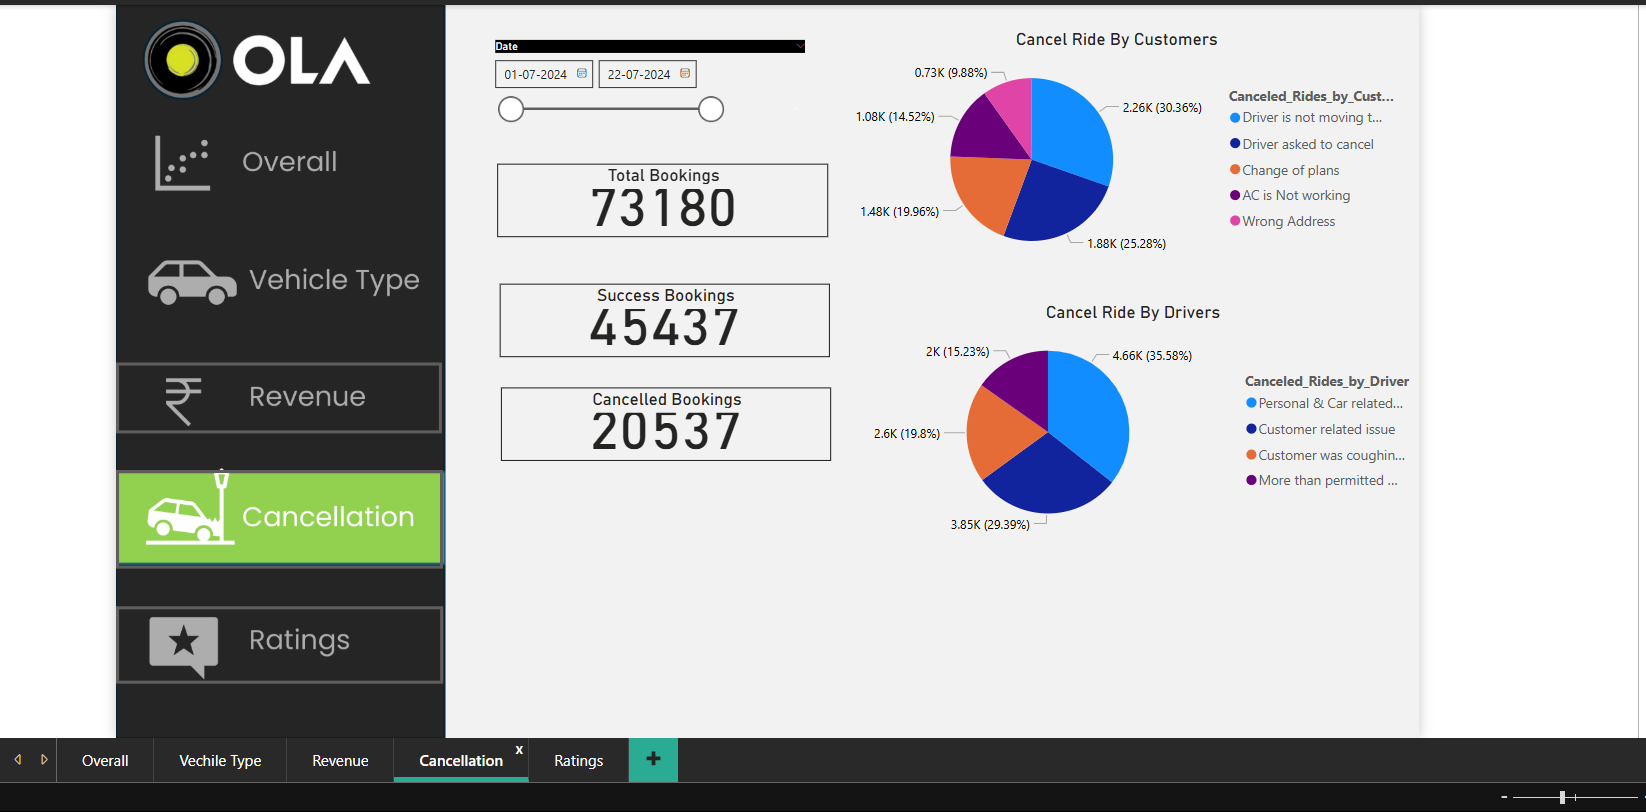 OLA
Overall
Vehicle Type
Revenue
Cancellation
Ratings
Date
01-07-2024
22-07-2024
Total Bookings
73180
Success Bookings
45437
Cancelled Bookings
20537
Cancel Ride By Customers
0.73K (9.88%)
2.26K (30.36%)
1.08K (14.52%)
1.48K (19.96%)
1.88K (25.28%)
Canceled_Rides_by_Cust...
Driver is not moving t...
Driver asked to cancel
Change of plans
AC is Not working
Wrong Address
Cancel Ride By Drivers
2K (15.23%)
4.66K (35.58%)
2.6K (19.8%)
3.85K (29.39%)
Canceled_Rides_by_Driver
Personal & Car related...
Customer related issue
Customer was coughin...
More than permitted ...
Overall
Vechile Type
Revenue
Cancellation
x
Ratings
+